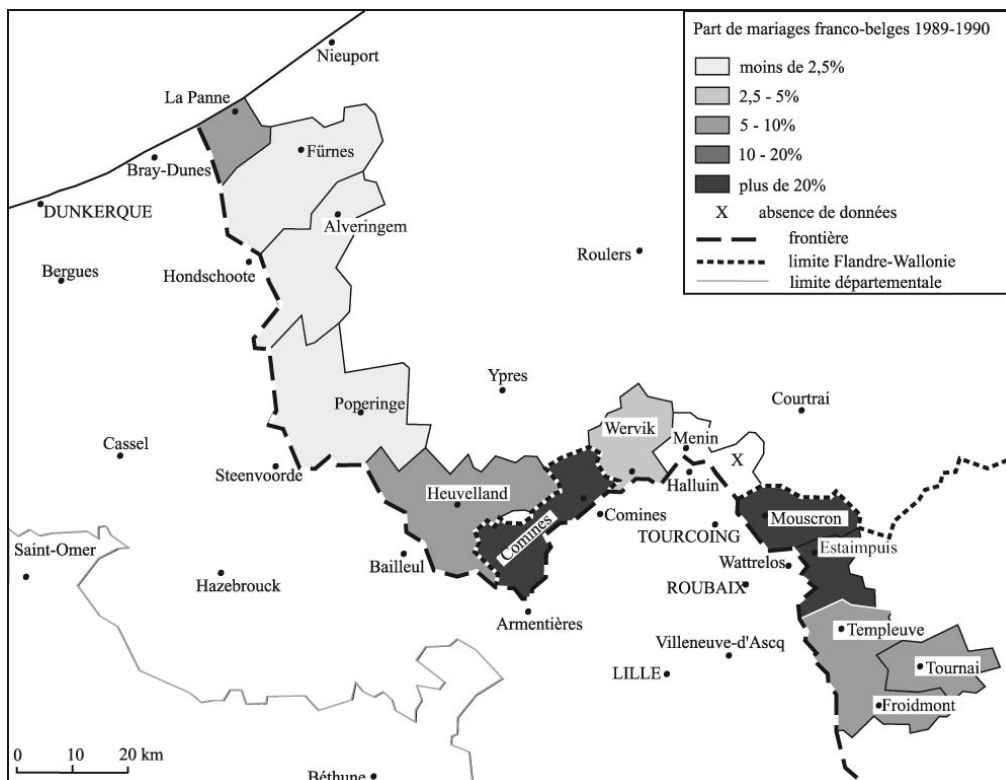 Part de mariages franco-belges 1989-1990
moins de 2,5%
2,5 - 5%
5 - 10%
10 - 20%
plus de 20%
X absence de données
frontière
limite Flandre-Wallonie
limite départementale
Nieuport
La Panne
Fürnes
Bray-Dunes
DUNKERQUE
Alveringem
Roulers
Hondschoote
Bergues
Ypres
Courtrai
Poperinge
Wervik
Menin
Cassel
X
Steenvoorde
Halluin
Heuvelland
Comines
Comines
Mouscron
TOURCOING
Estaimpuis
Saint-Omer
Bailleul
Wattrelos
Hazebrouck
ROUBAIX
Armentières
Templeuve
Villeneuve-d'Ascq
LILLE
Tournai
Froidmont
0 10 20 km
Béthune